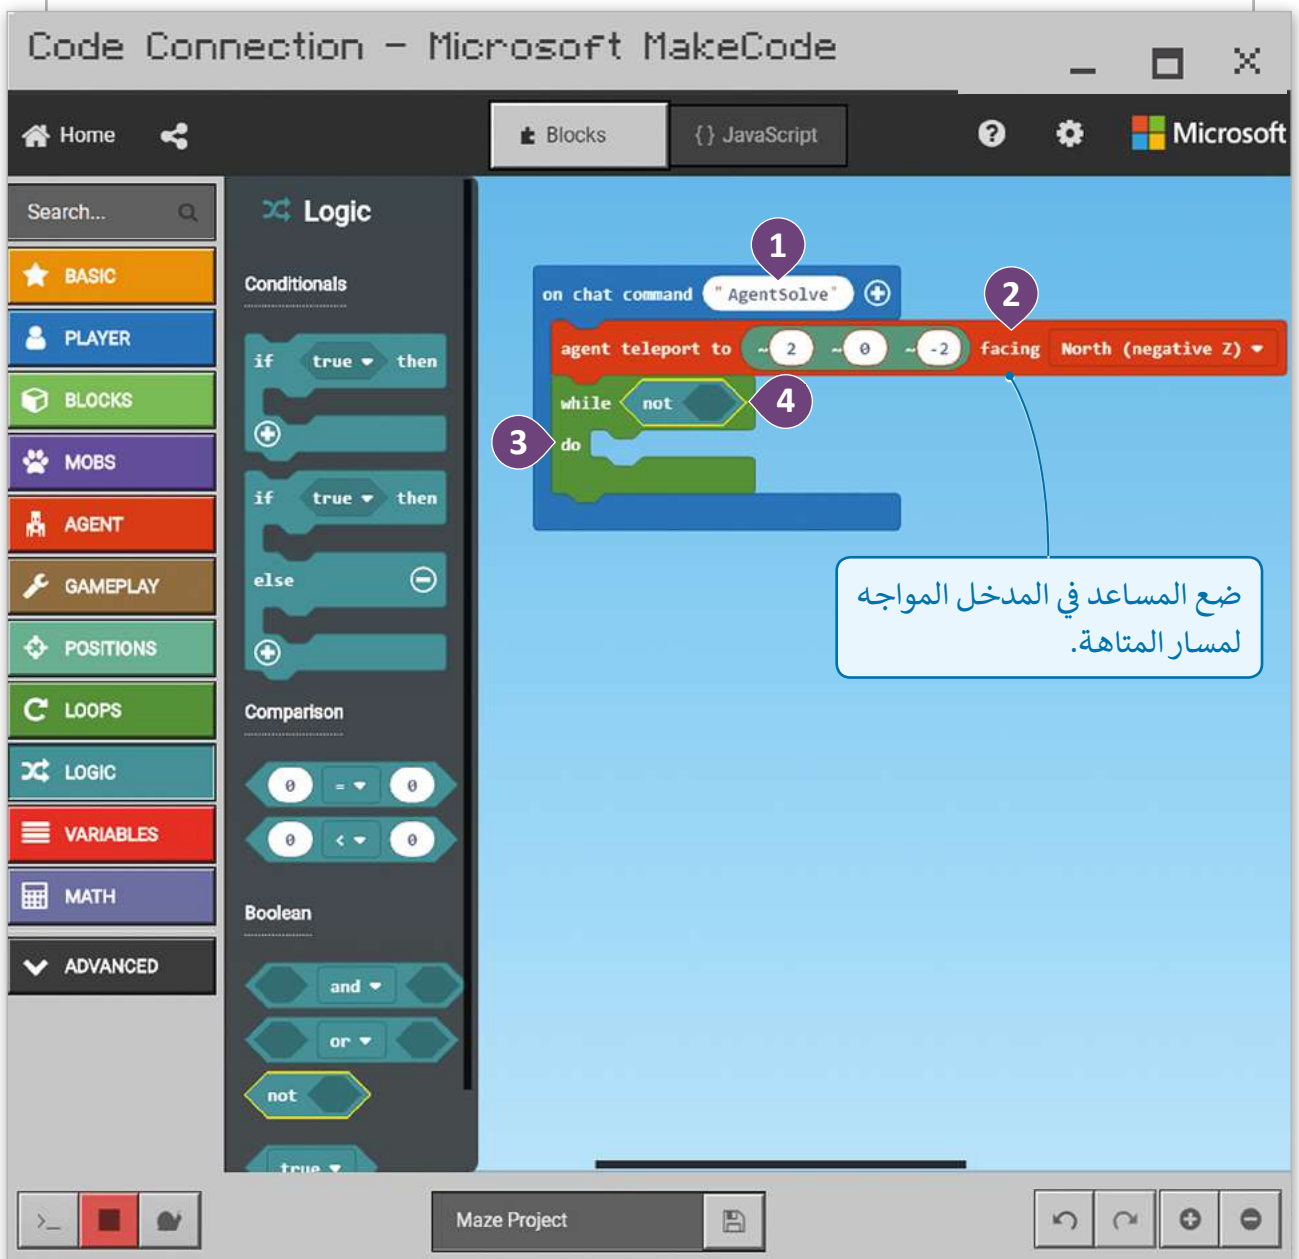 Code Connection - Microsoft MakeCode
Home
Blocks
{} JavaScript
Microsoft
Search...
BASIC
PLAYER
BLOCKS
MOBS
AGENT
GAMEPLAY
POSITIONS
LOOPS
LOGIC
VARIABLES
MATH
ADVANCED
Logic
Conditionals
if true then
if true then
else
Comparison
0 = 0
0 < 0
Boolean
and
or
not
true
1
on chat command "AgentSolve"
2
agent teleport to ~ 2 ~ 0 ~ -2 facing North (negative Z)
while not
4
3
do
ضع المساعد في المدخل المواجه
لمسار المتاهة.
Maze Project